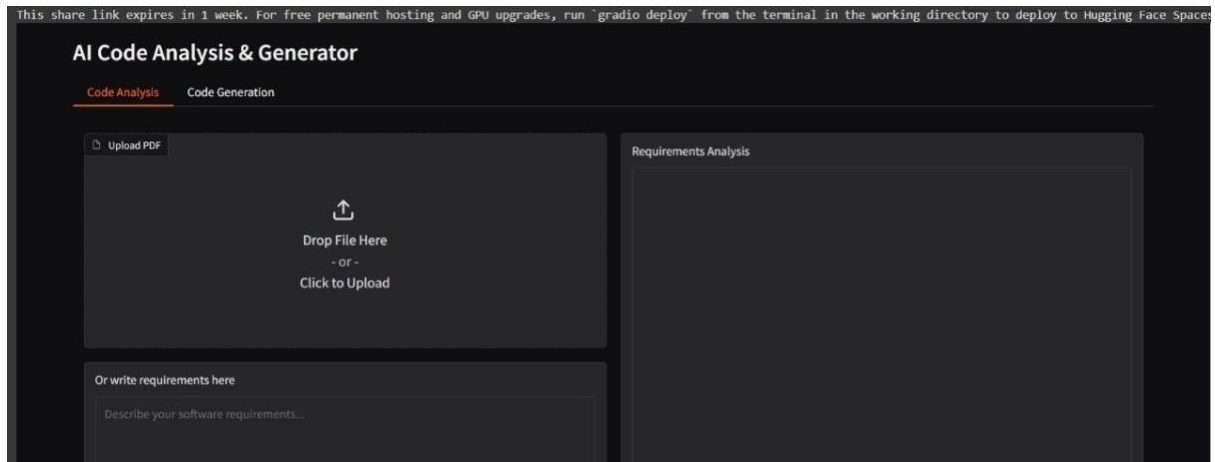 This share link expires in 1 week. For free permanent hosting and GPU upgrades, run `gradio deploy` from the terminal in the working directory to deploy to Hugging Face Spaces
AI Code Analysis & Generator
Code Analysis
Code Generation
Upload PDF
Drop File Here
- or -
Click to Upload
Or write requirements here
Describe your software requirements...
Requirements Analysis